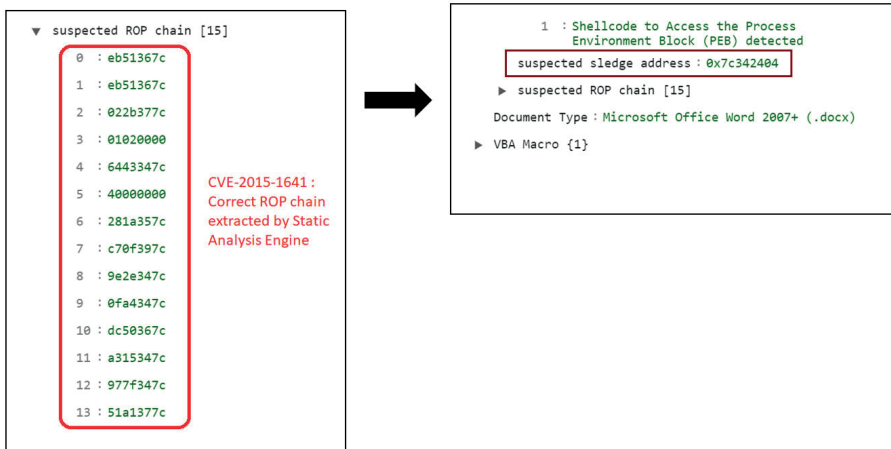 ▼ suspected ROP chain [15]
0 : eb51367c
1 : eb51367c
2 : 022b377c
3 : 01020000
4 : 6443347c
5 : 40000000
6 : 281a357c
7 : c70f397c
8 : 9e2e347c
9 : 0fa4347c
10 : dc50367c
11 : a315347c
12 : 977f347c
13 : 51a1377c
CVE-2015-1641 :
Correct ROP chain
extracted by Static
Analysis Engine
1 : Shellcode to Access the Process
Environment Block (PEB) detected
suspected sledge address : 0x7c342404
▶ suspected ROP chain [15]
Document Type : Microsoft Office Word 2007+ (.docx)
▶ VBA Macro {1}